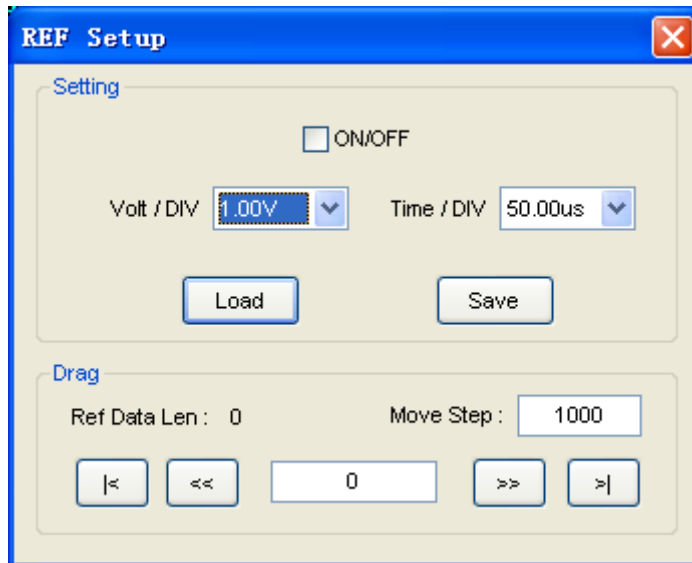 REF Setup
Setting
ON/OFF
Volt / DIV 1.00V Time / DIV 50.00us
Load Save
Drag
Ref Data Len : 0 Move Step : 1000
|< << 0 >> >|